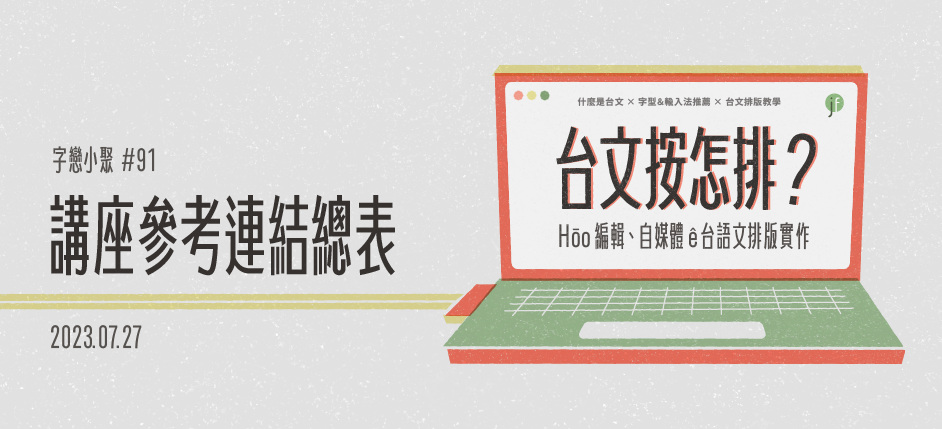 字戀小聚 #91
講座參考連結總表
2023.07.27
什麼是台文 × 字型&輸入法推薦 × 台文排版教學
jf
台文按怎排？
Hōo 編輯、自媒體 ê 台語文排版實作